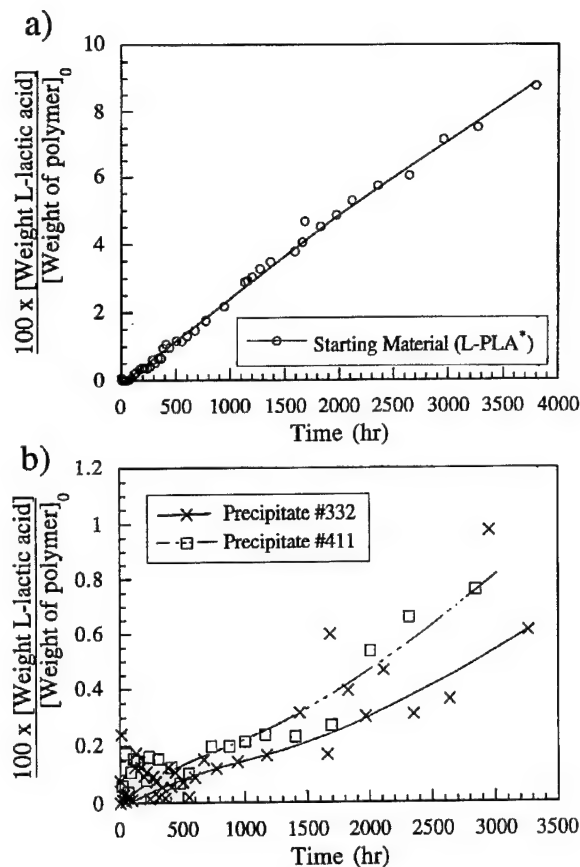 a)
100 x [Weight L-lactic acid]
[Weight of polymer]0
10
8
6
4
2
0
Starting Material (L-PLA*)
0 500 1000 1500 2000 2500 3000 3500 4000
Time (hr)
b)
100 x [Weight L-lactic acid]
[Weight of polymer]0
1.2
1
0.8
0.6
0.4
0.2
0
Precipitate #332
Precipitate #411
0 500 1000 1500 2000 2500 3000 3500
Time (hr)